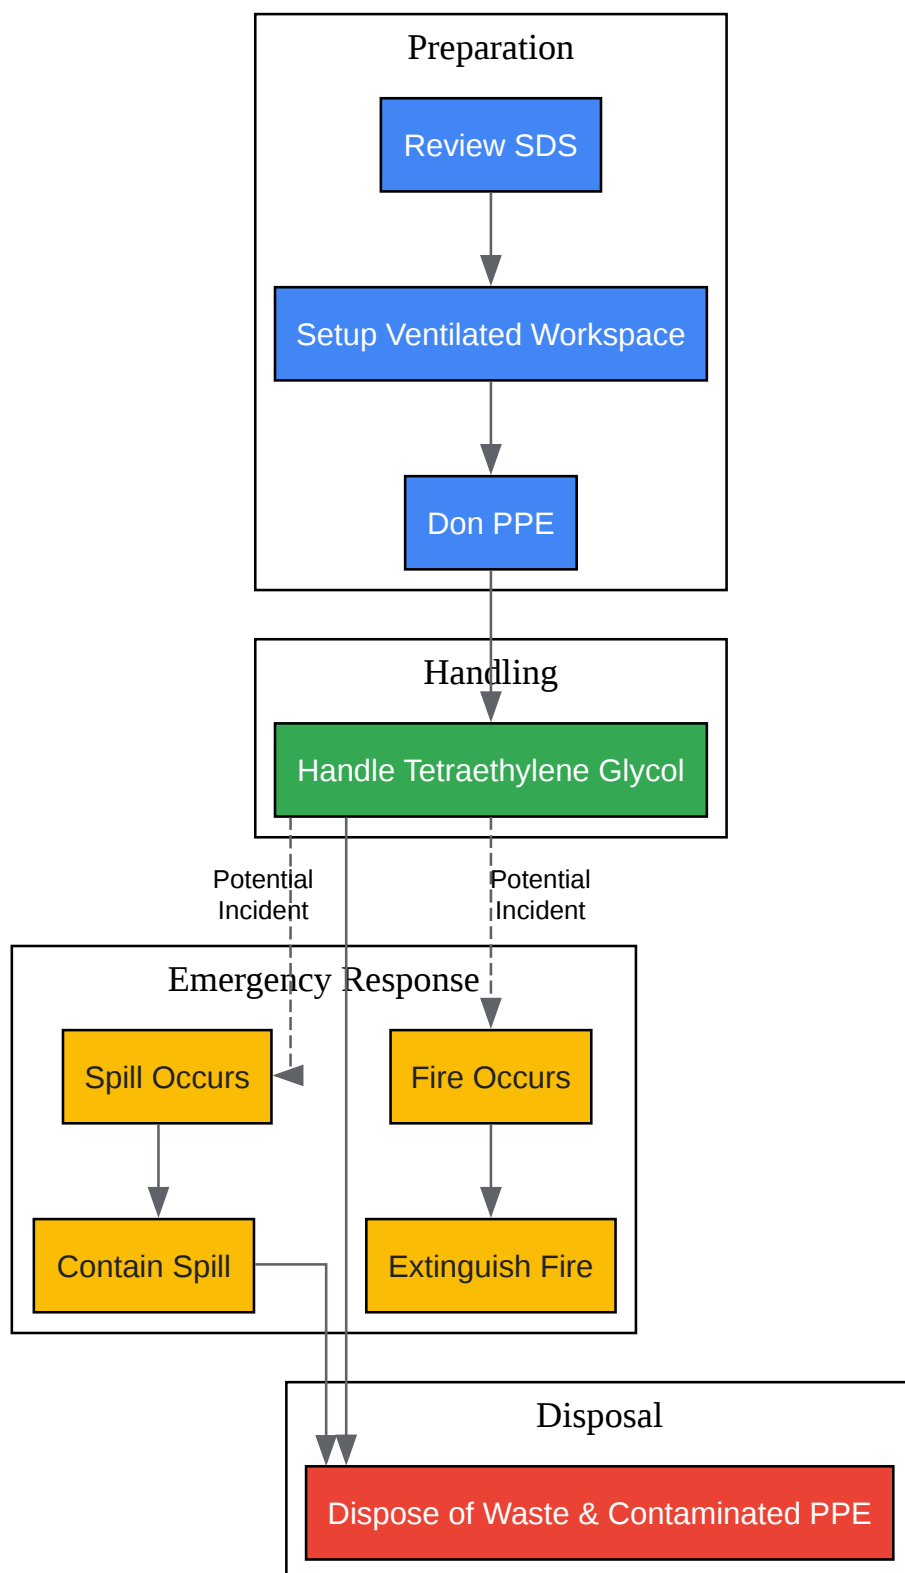 Preparation
Review SDS
Setup Ventilated Workspace
Don PPE
Handling
Handle Tetraethylene Glycol
Potential
Incident
Potential
Incident
Emergency Response
Spill Occurs
Fire Occurs
Contain Spill
Extinguish Fire
Disposal
Dispose of Waste & Contaminated PPE